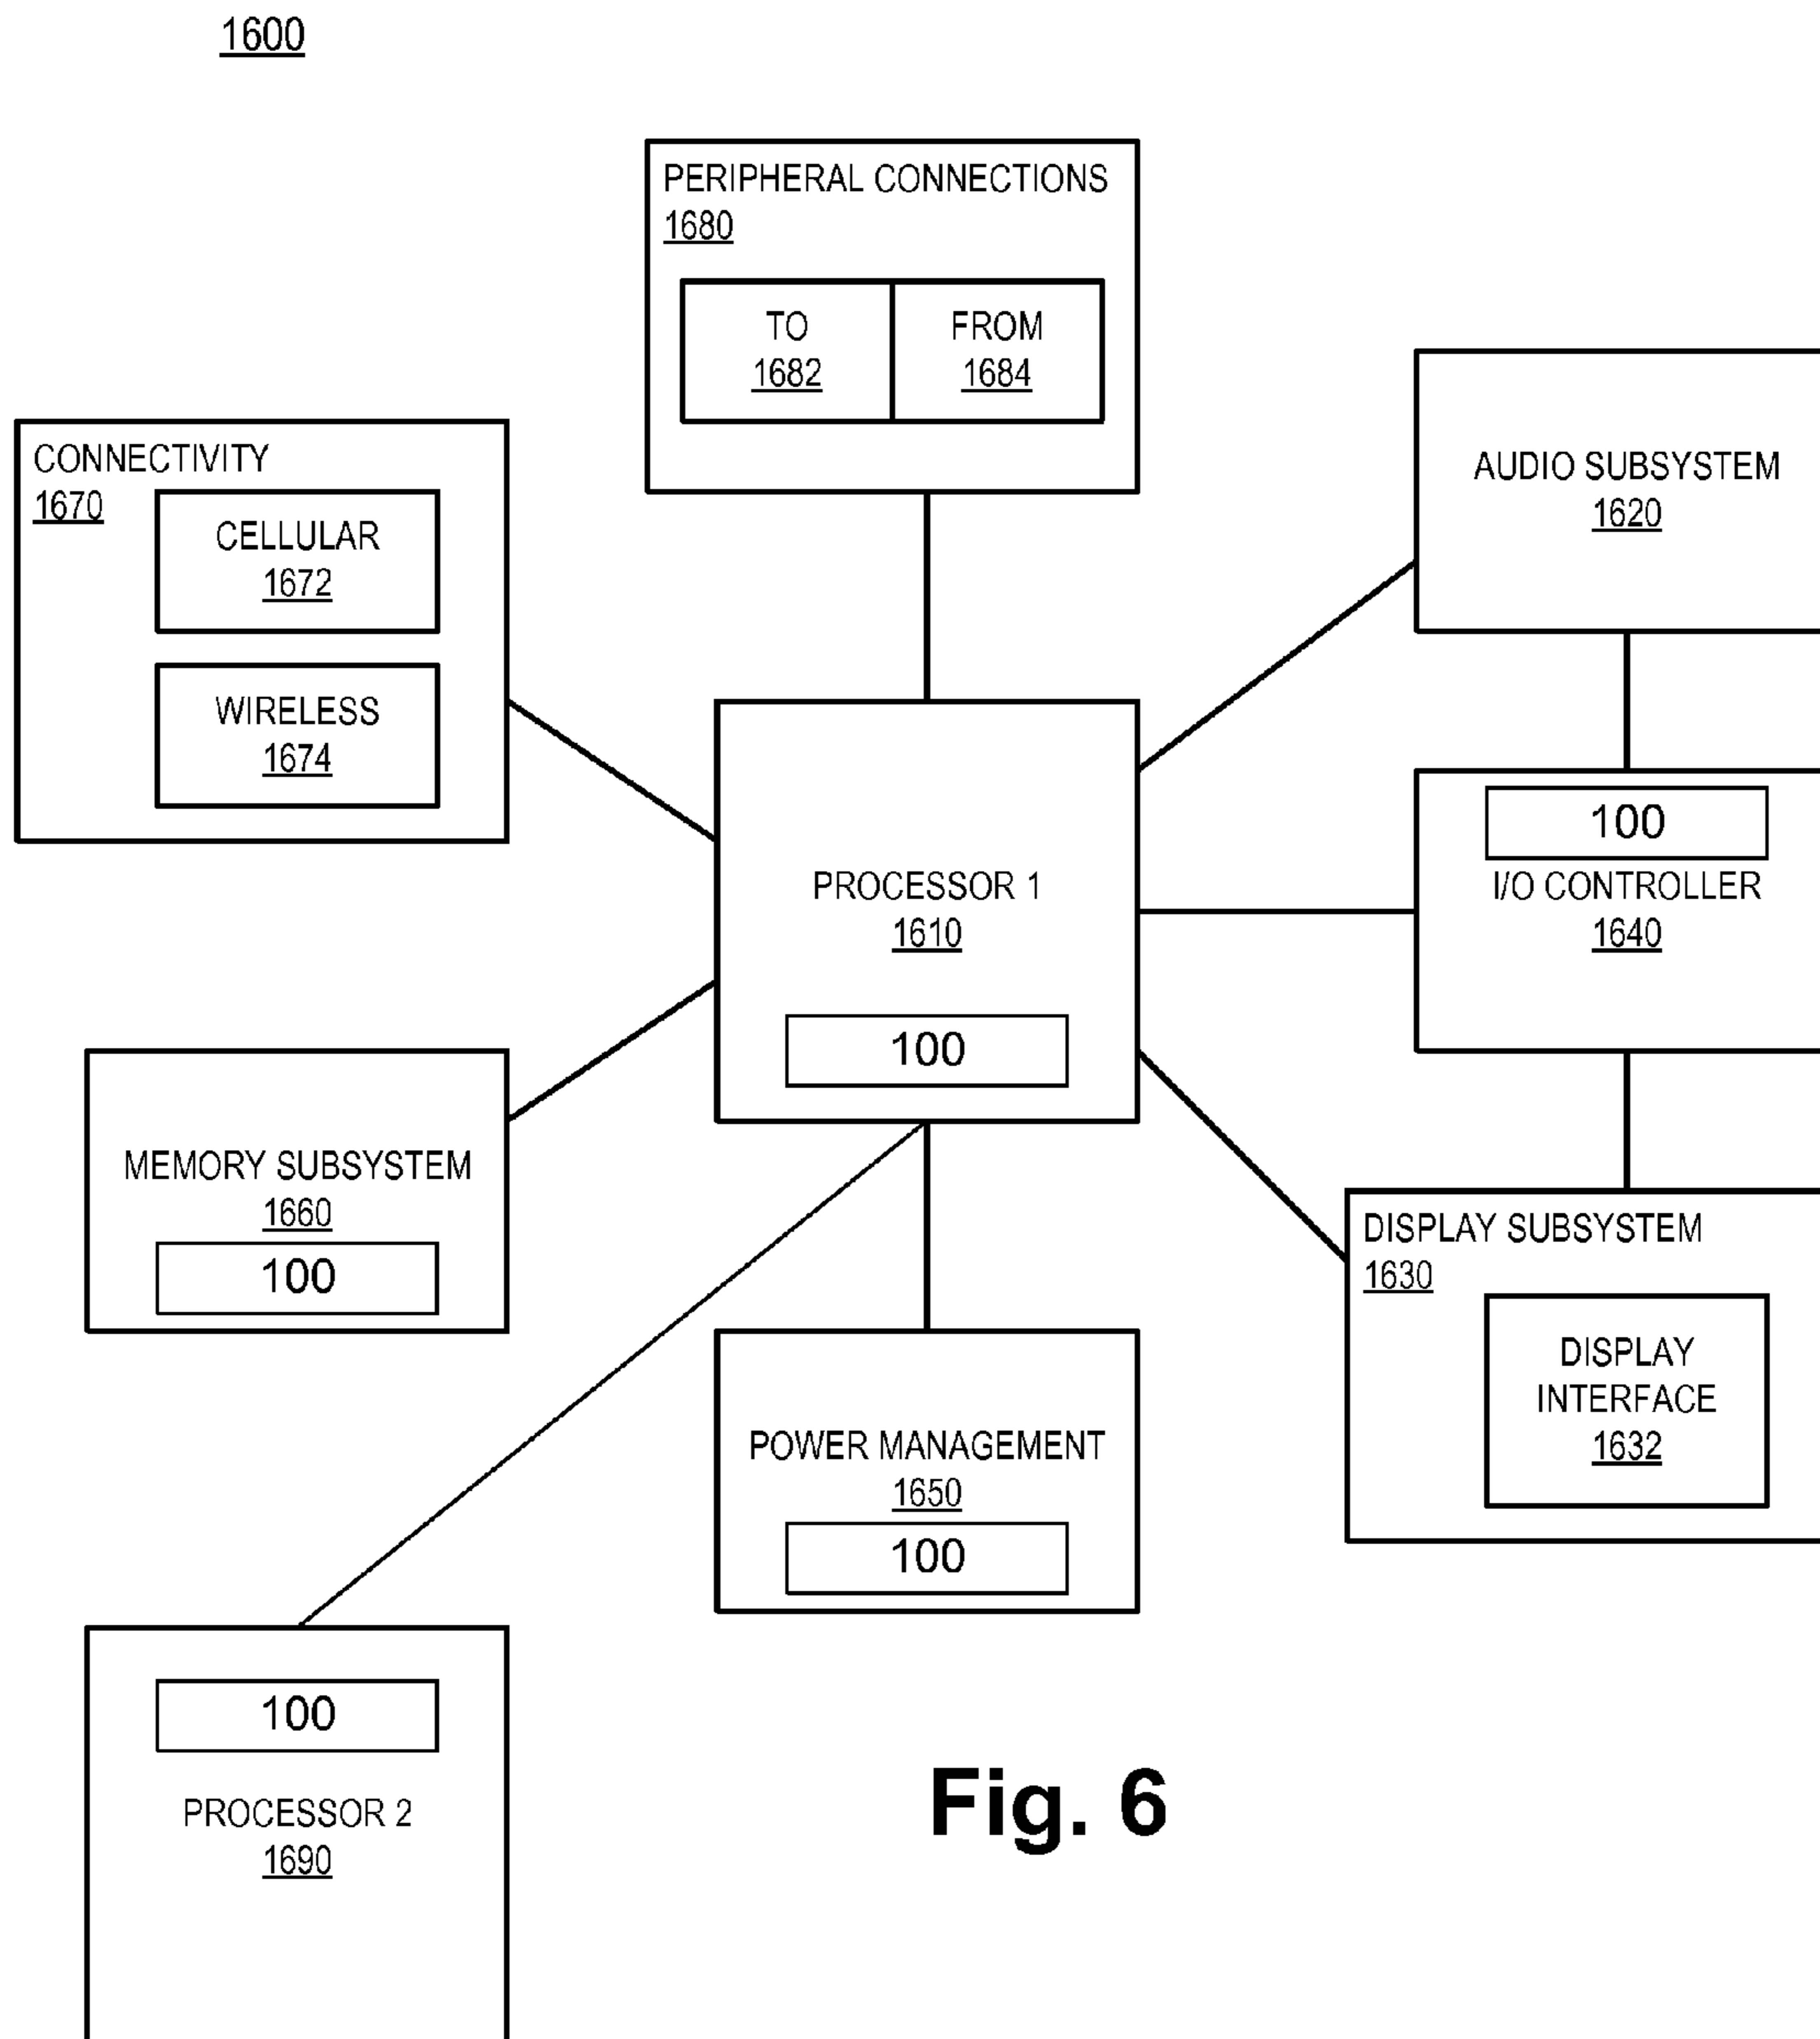 1600
PERIPHERAL CONNECTIONS
1680
TO
1682
FROM
1684
CONNECTIVITY
1670
CELLULAR
1672
WIRELESS
1674
AUDIO SUBSYSTEM
1620
PROCESSOR 1
1610
100
100
I/O CONTROLLER
1640
MEMORY SUBSYSTEM
1660
100
DISPLAY SUBSYSTEM
1630
DISPLAY
INTERFACE
1632
POWER MANAGEMENT
1650
100
100
PROCESSOR 2
1690
Fig. 6